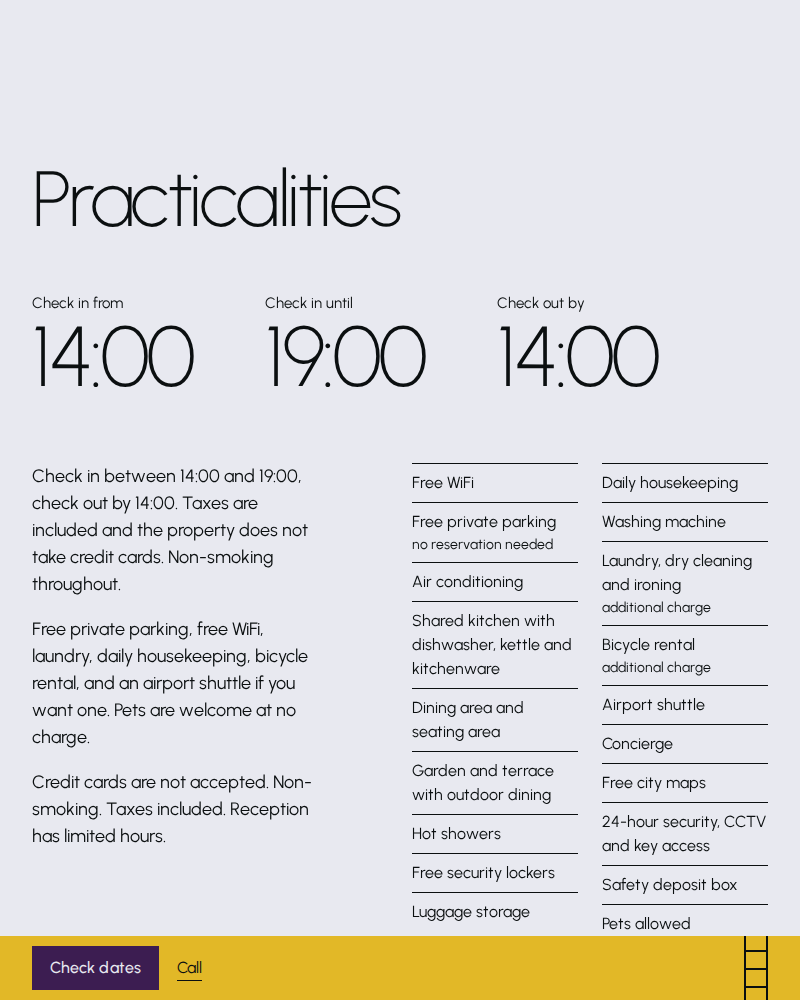 Practicalities
Check in from
14:00
Check in until
19:00
Check out by
14:00
Check in between 14:00 and 19:00,
check out by 14:00. Taxes are
included and the property does not
take credit cards. Non-smoking
throughout.
Free private parking, free WiFi,
laundry, daily housekeeping, bicycle
rental, and an airport shuttle if you
want one. Pets are welcome at no
charge.
Credit cards are not accepted. Non-
smoking. Taxes included. Reception
has limited hours.
Free WiFi
Free private parking
no reservation needed
Air conditioning
Shared kitchen with
dishwasher, kettle and
kitchenware
Dining area and
seating area
Garden and terrace
with outdoor dining
Hot showers
Free security lockers
Luggage storage
Daily housekeeping
Washing machine
Laundry, dry cleaning
and ironing
additional charge
Bicycle rental
additional charge
Airport shuttle
Concierge
Free city maps
24-hour security, CCTV
and key access
Safety deposit box
Pets allowed
Check dates
Call